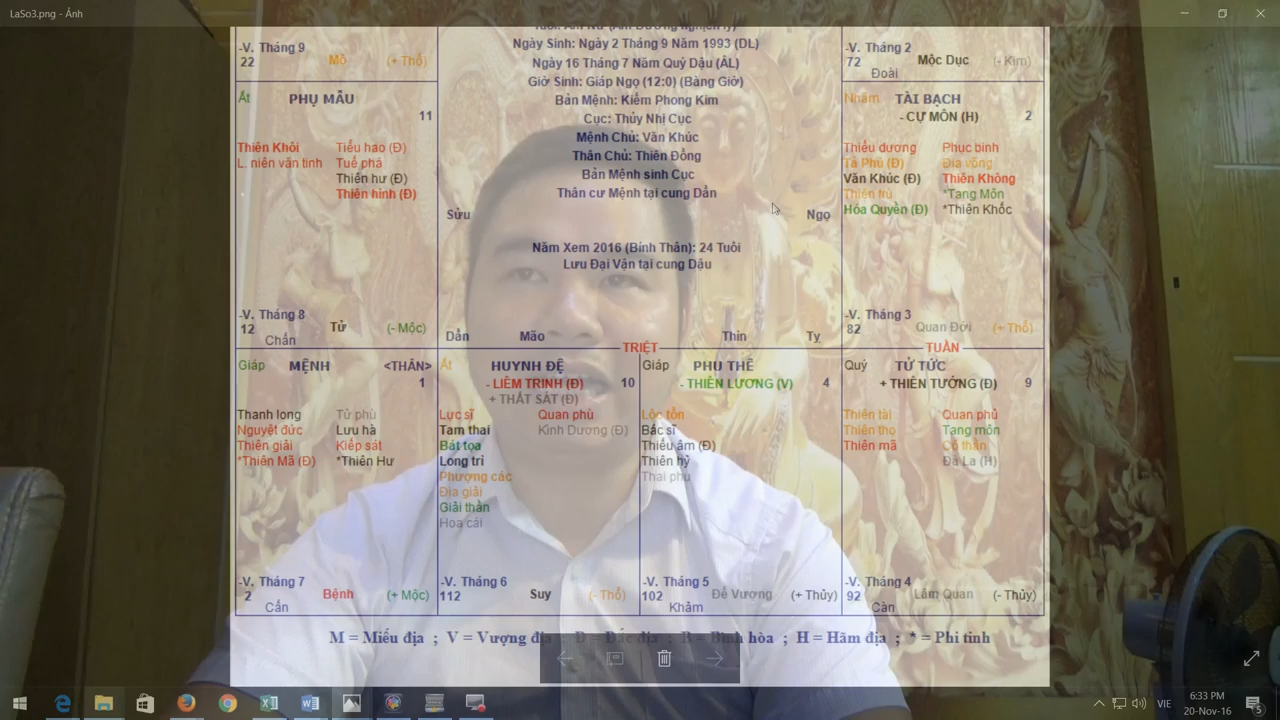 LaSo3.png - Ảnh
-V. Tháng 9
22
Mộ
(+ Thổ)
Ngày Sinh: Ngày 2 Tháng 9 Năm 1993 (DL)
Ngày 16 Tháng 7 Năm Quý Dậu (ÂL)
Giờ Sinh: Giáp Ngọ (12:0) (Bàng Giờ)
Bản Mệnh: Kiếm Phong Kim
Cục: Thủy Nhị Cục
Mệnh Chủ: Văn Khúc
Thân Chủ: Thiên Đồng
Bản Mệnh sinh Cục
Thân cư Mệnh tại cung Dần
Sửu
Ngọ
Năm Xem 2016 (Bính Thân): 24 Tuổi
Lưu Đại Vận tại cung Dậu
Dần
Mão
Thìn
Tỵ
-V. Tháng 2
72
Mộc Dục
(- Kim)
Đoài
Ất
PHỤ MẪU
11
Thiên Khôi
L. niên văn tinh
Tiểu hao (Đ)
Tuế phá
Thiên hư (Đ)
Thiên hình (Đ)
-V. Tháng 8
12
Tử
(- Mộc)
Chấn
Nhâm
TÀI BẠCH
- CỰ MÔN (H)
2
Thiếu dương
Tả Phù (Đ)
Văn Khúc (Đ)
Thiên trù
Hóa Quyền (Đ)
Phục binh
Địa võng
Thiên Không
*Tang Môn
*Thiên Khốc
-V. Tháng 3
82
Quan Đới
(+ Thổ)
TRIỆT
TUẦN
Giáp
MỆNH
<THÂN>
1
Thanh long
Nguyệt đức
Thiên giải
*Thiên Mã (Đ)
Tử phù
Lưu hà
Kiếp sát
*Thiên Hư
-V. Tháng 7
2
Bệnh
(+ Mộc)
Cấn
Ất
HUYNH ĐỆ
- LIÊM TRINH (Đ)
10
+ THẤT SÁT (Đ)
Lực sĩ
Tam thai
Bát tọa
Long trì
Phượng các
Địa giải
Giải thần
Hoa cái
Quan phù
Kình Dương (Đ)
-V. Tháng 6
112
Suy
(- Thổ)
Giáp
PHU THÊ
- THIÊN LƯƠNG (V)
4
Lộc tồn
Bác sĩ
Thiếu âm (Đ)
Thiên hỷ
Thai phụ
-V. Tháng 5
102
Đế Vượng
(+ Thủy)
Khảm
Quý
TỬ TỨC
+ THIÊN TƯỚNG (Đ)
9
Thiên tài
Thiên thọ
Thiên mã
Quan phủ
Tang môn
Cô thần
Đà La (H)
-V. Tháng 4
92
Lâm Quan
(- Thủy)
Càn
M = Miếu địa ; V = Vượng địa ; Đ = Đắc địa ; B = Bình hòa ; H = Hãm địa ; * = Phi tinh
VIE
6:33 PM
20-Nov-16
5